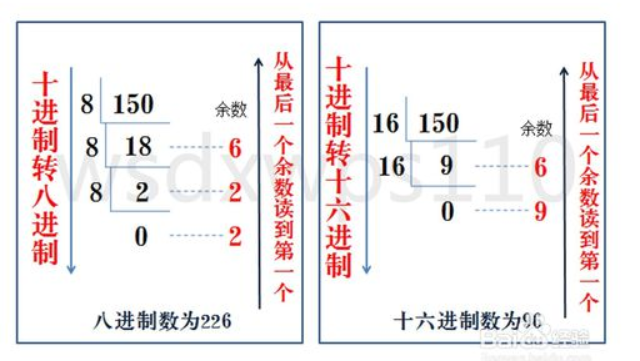 十进制转八进制
8 150 余数
8 18 6
8 2 2
0 2
从最后一个余数读到第一个
八进制数为226
十进制转十六进制
16 150 余数
16 9 6
0 9
从最后一个余数读到第一个
十六进制数为96
wsdxwbs110
Baidu经验